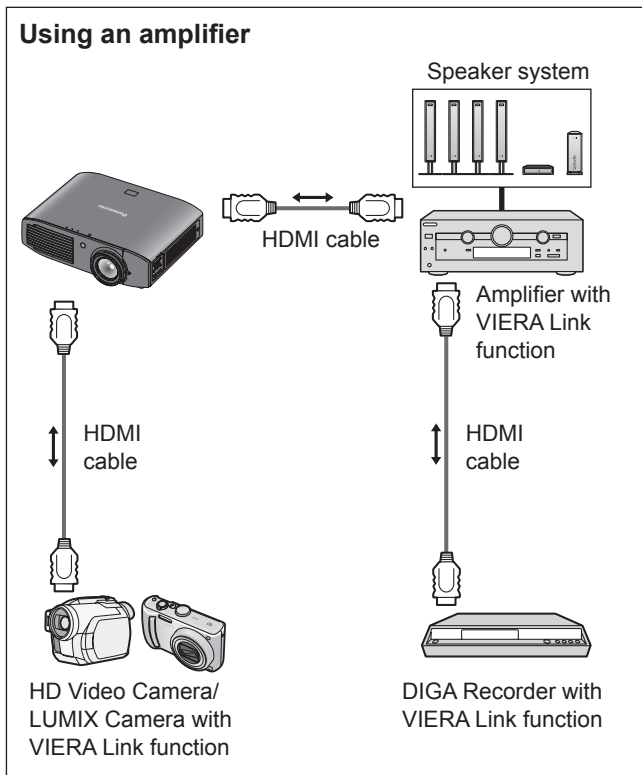 Using an amplifier
Speaker system
HDMI cable
Panasonic
Amplifier with
VIERA Link
function
HDMI
cable
HDMI
cable
HD Video Camera/
LUMIX Camera with
VIERA Link function
DIGA Recorder with
VIERA Link function